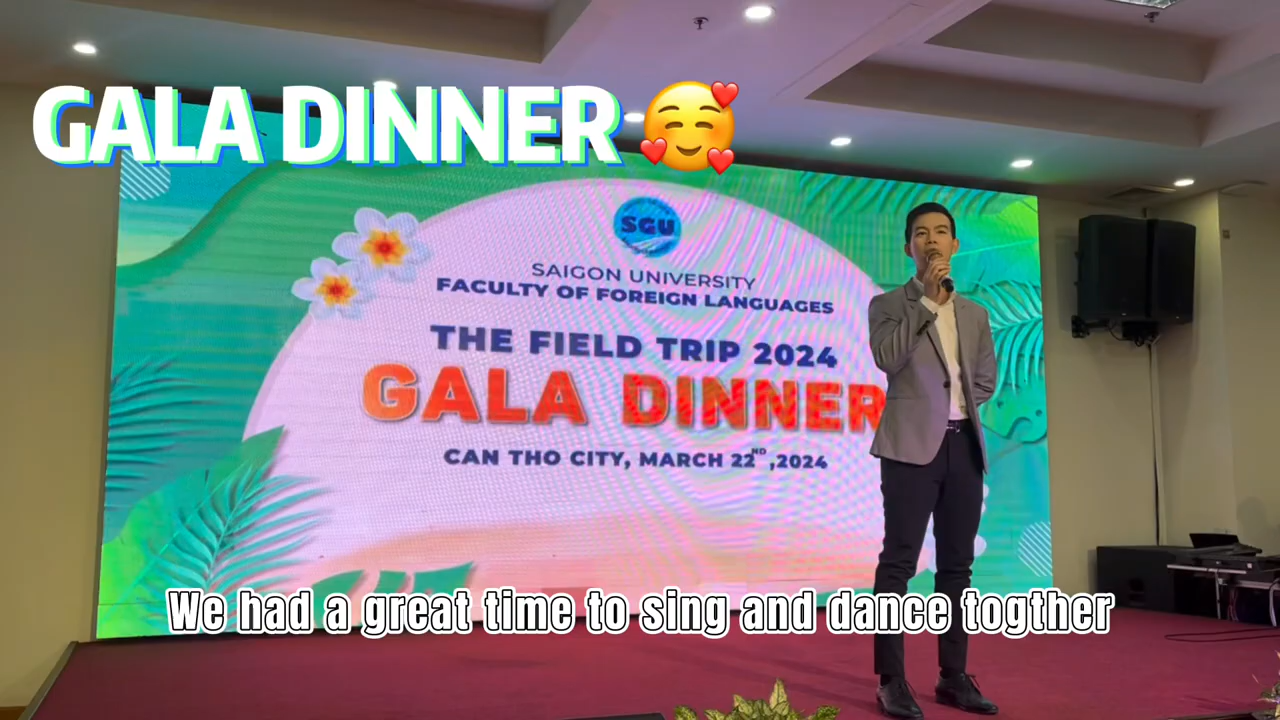 GALA DINNER 🥰
SGU
SAIGON UNIVERSITY
FACULTY OF FOREIGN LANGUAGES
THE FIELD TRIP 2024
GALA DINNER
CAN THO CITY, MARCH 22ND,2024
We had a great time to sing and dance togther